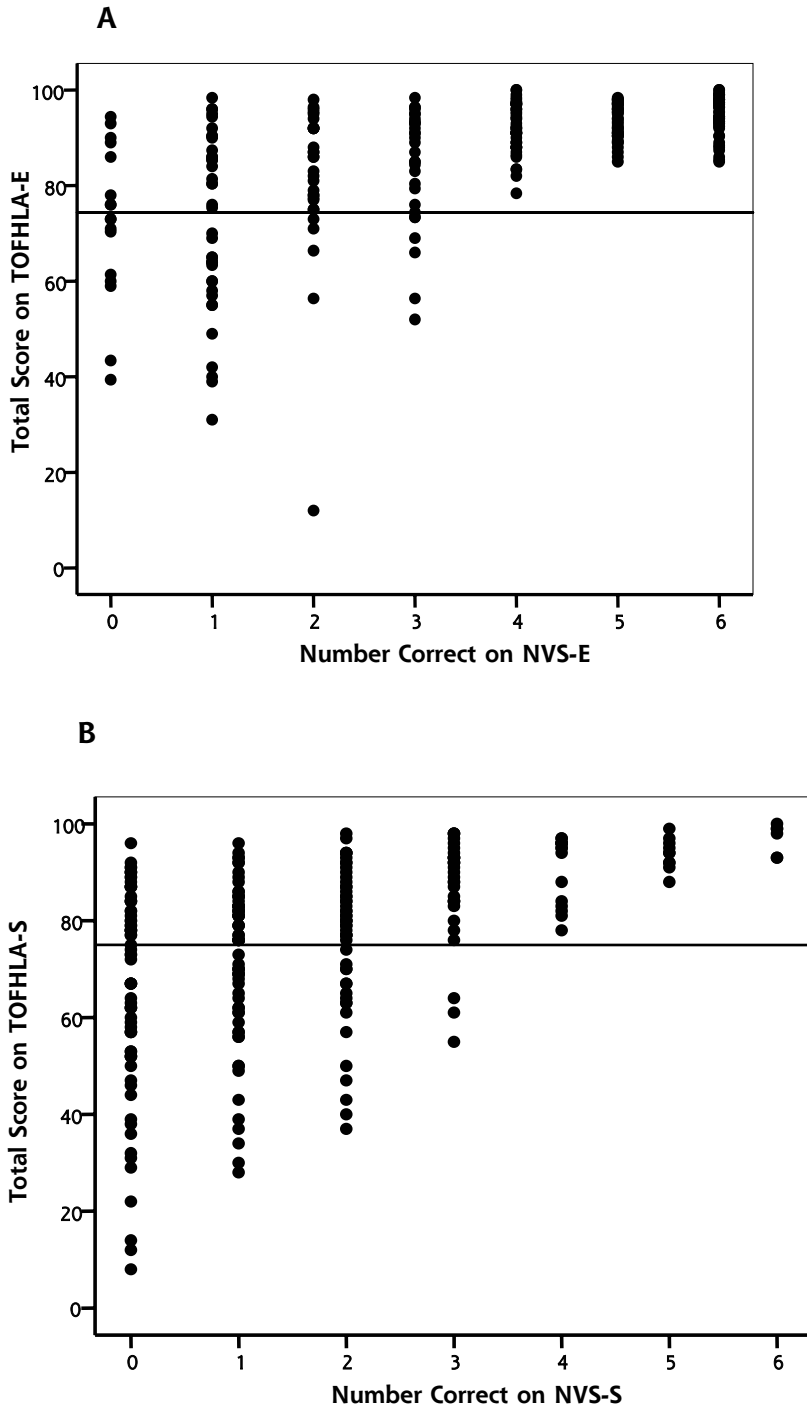 A
Total Score on TOFHLA-E
100
80
60
40
20
0
0 1 2 3 4 5 6
Number Correct on NVS-E
B
Total Score on TOFHLA-S
100
80
60
40
20
0
0 1 2 3 4 5 6
Number Correct on NVS-S